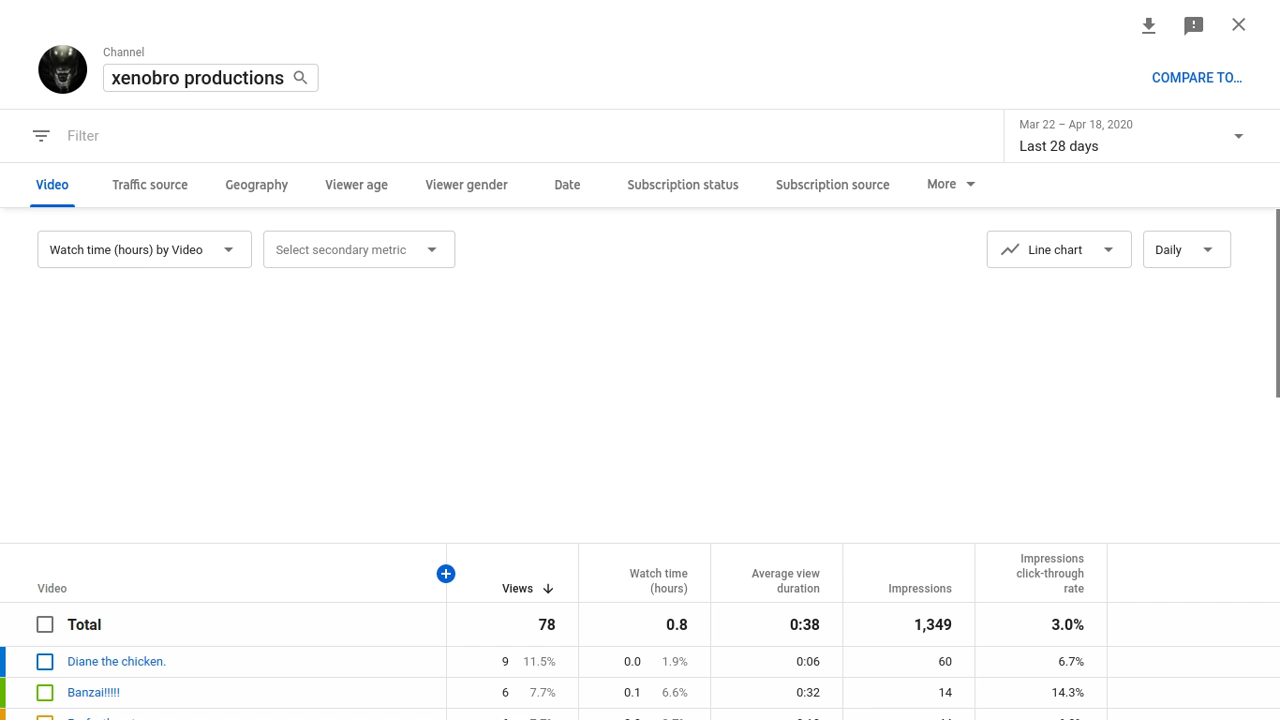 Channel
xenobro productions
COMPARE TO...
Filter
Mar 22 – Apr 18, 2020
Last 28 days
Video Traffic source Geography Viewer age Viewer gender Date Subscription status Subscription source More
Watch time (hours) by Video Select secondary metric Line chart Daily
Video Views Watch time (hours) Average view duration Impressions Impressions click-through rate
Total 78 0.8 0:38 1,349 3.0%
Diane the chicken. 9 11.5% 0.0 1.9% 0:06 60 6.7%
Banzai!!!!! 6 7.7% 0.1 6.6% 0:32 14 14.3%